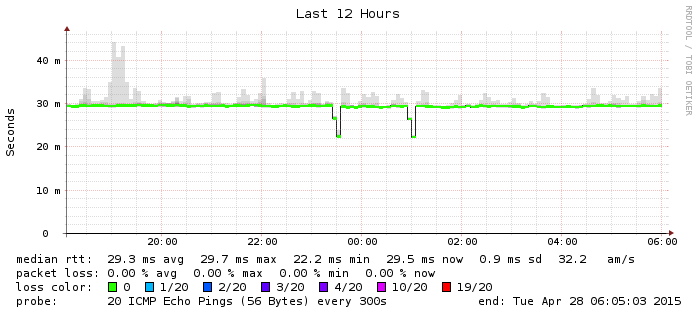 Last 12 Hours
RRDTOOL / TOBI OETIKER
Seconds
40 m
30 m
20 m
10 m
0
20:00 22:00 00:00 02:00 04:00 06:00
median rtt: 29.3 ms avg 29.7 ms max 22.2 ms min 29.5 ms now 0.9 ms sd 32.2 am/s
packet loss: 0.00 % avg 0.00 % max 0.00 % min 0.00 % now
loss color: 0 1/20 2/20 3/20 4/20 10/20 19/20
probe: 20 ICMP Echo Pings (56 Bytes) every 300s end: Tue Apr 28 06:05:03 2015